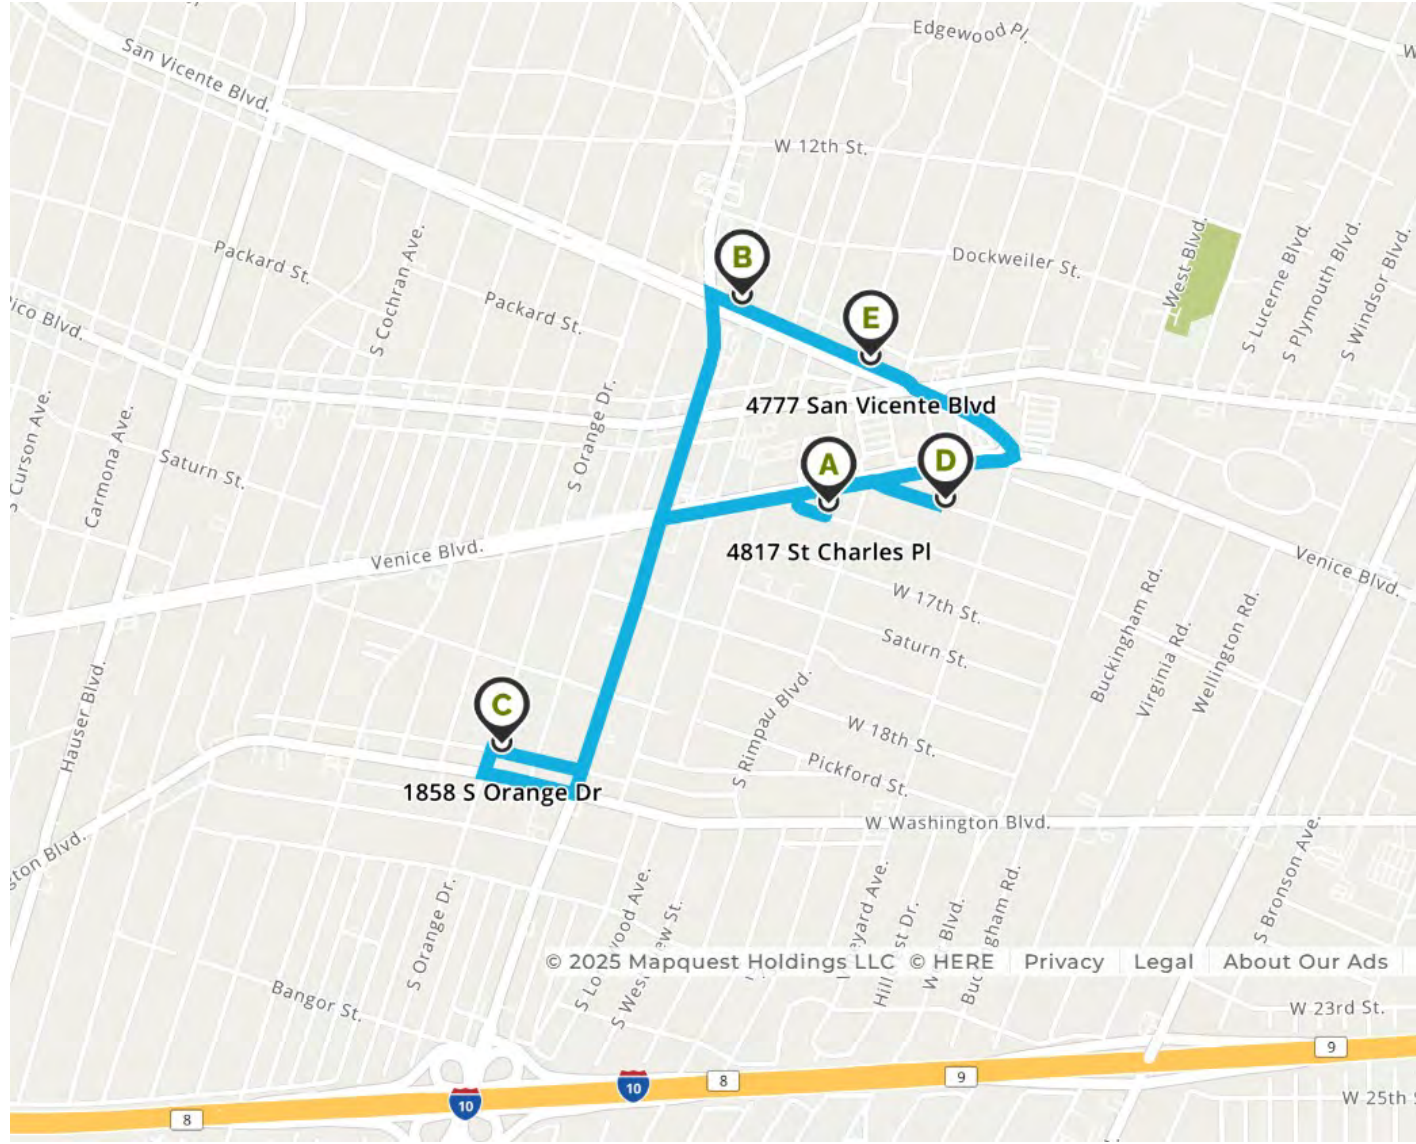 Edgewood Pl.
W
San Vicente Blvd.
W 12th St.
B
Packard St.
S Cochran Ave.
Dockweiler St.
West Blvd.
S Lucerne Blvd.
S Plymouth Blvd.
S Windsor Blvd.
Packard St.
E
ico Blvd.
4777 San Vicente Blvd
S Orange Dr.
S Curson Ave.
Carmona Ave.
Saturn St.
A
D
Venice Blvd.
4817 St Charles Pl
Venice Blvd.
W 17th St.
Buckingham Rd.
Virginia Rd.
Wellington Rd.
Saturn St.
Hauser Blvd.
C
S Rimpau Blvd.
W 18th St.
Pickford St.
1858 S Orange Dr
W Washington Blvd.
gton Blvd.
S Orange Dr.
S Bronson Ave.
Buckingham Rd.
© 2025 Mapquest Holdings LLC © HERE Privacy Legal About Our Ads
Bangor St.
W 23rd St.
9
8
9
10
10
8
W 25th S